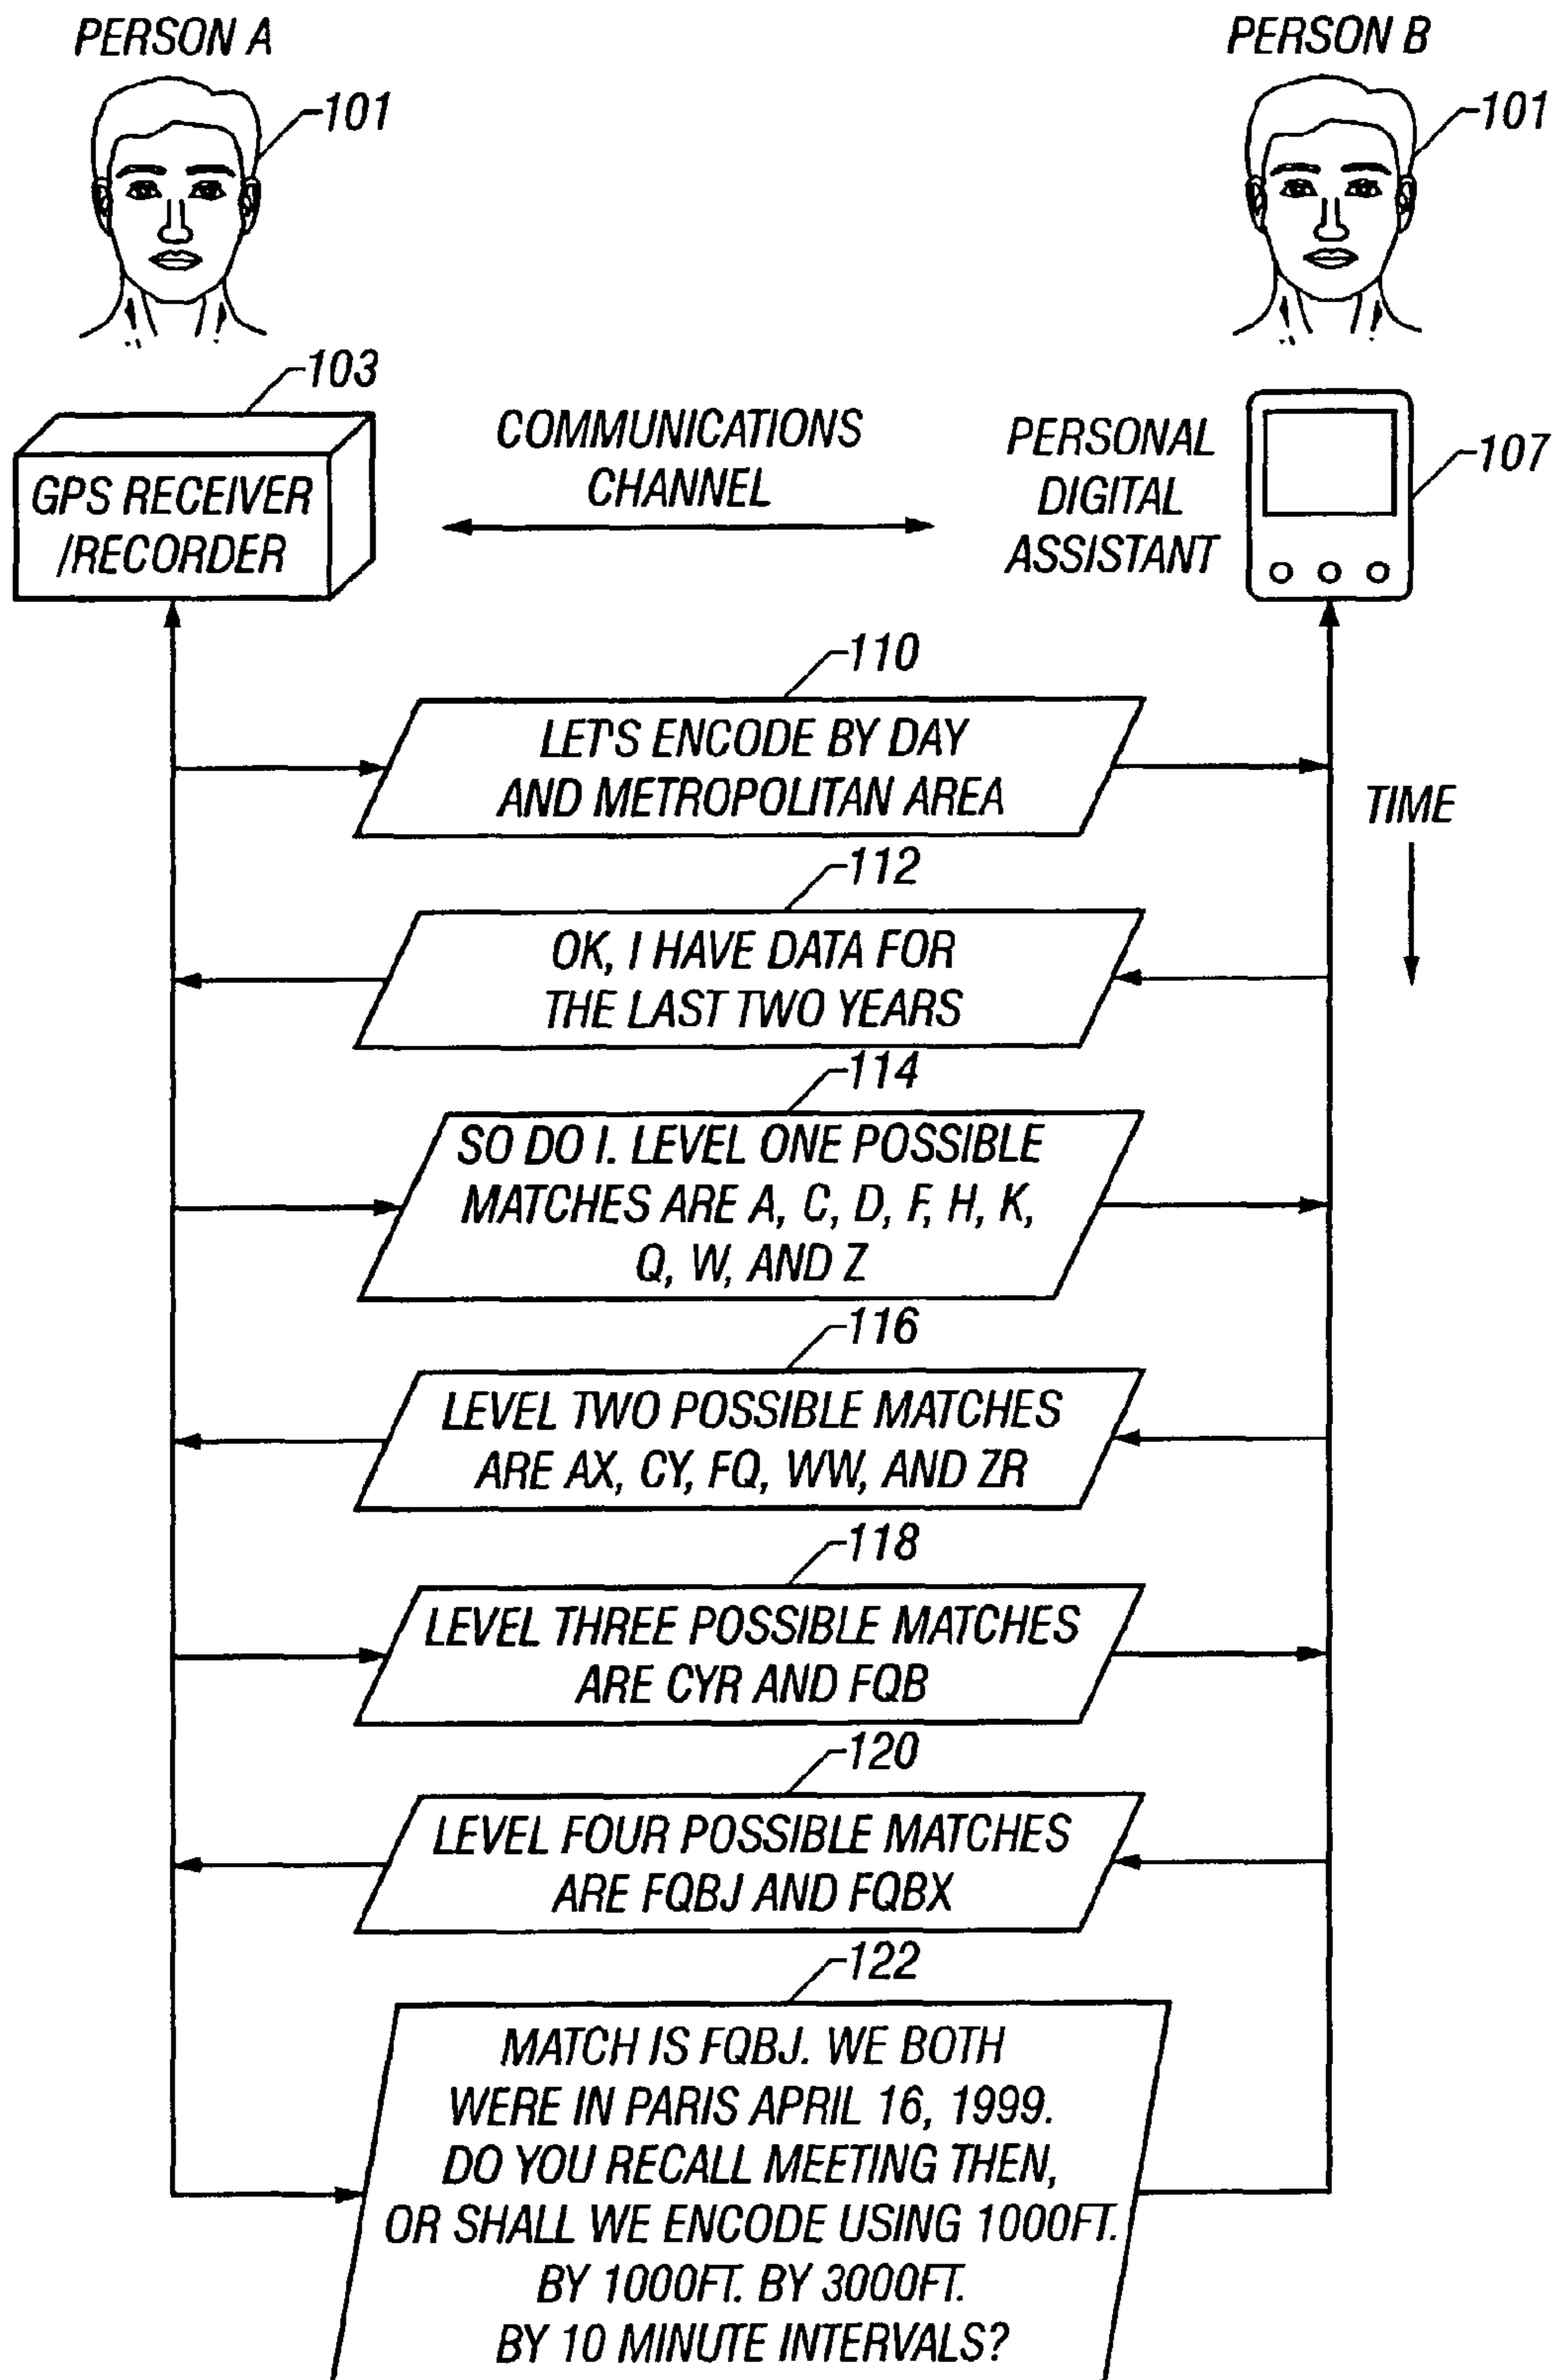 PERSON A
PERSON B
101
101
103
GPS RECEIVER
/RECORDER
COMMUNICATIONS
CHANNEL
PERSONAL
DIGITAL
ASSISTANT
107
110
LET'S ENCODE BY DAY
AND METROPOLITAN AREA
TIME
112
OK, I HAVE DATA FOR
THE LAST TWO YEARS
114
SO DO I. LEVEL ONE POSSIBLE
MATCHES ARE A, C, D, F, H, K,
Q, W, AND Z
116
LEVEL TWO POSSIBLE MATCHES
ARE AX, CY, FQ, WW, AND ZR
118
LEVEL THREE POSSIBLE MATCHES
ARE CYR AND FQB
120
LEVEL FOUR POSSIBLE MATCHES
ARE FQBJ AND FQBX
122
MATCH IS FQBJ. WE BOTH
WERE IN PARIS APRIL 16, 1999.
DO YOU RECALL MEETING THEN,
OR SHALL WE ENCODE USING 1000FT.
BY 1000FT. BY 3000FT.
BY 10 MINUTE INTERVALS?